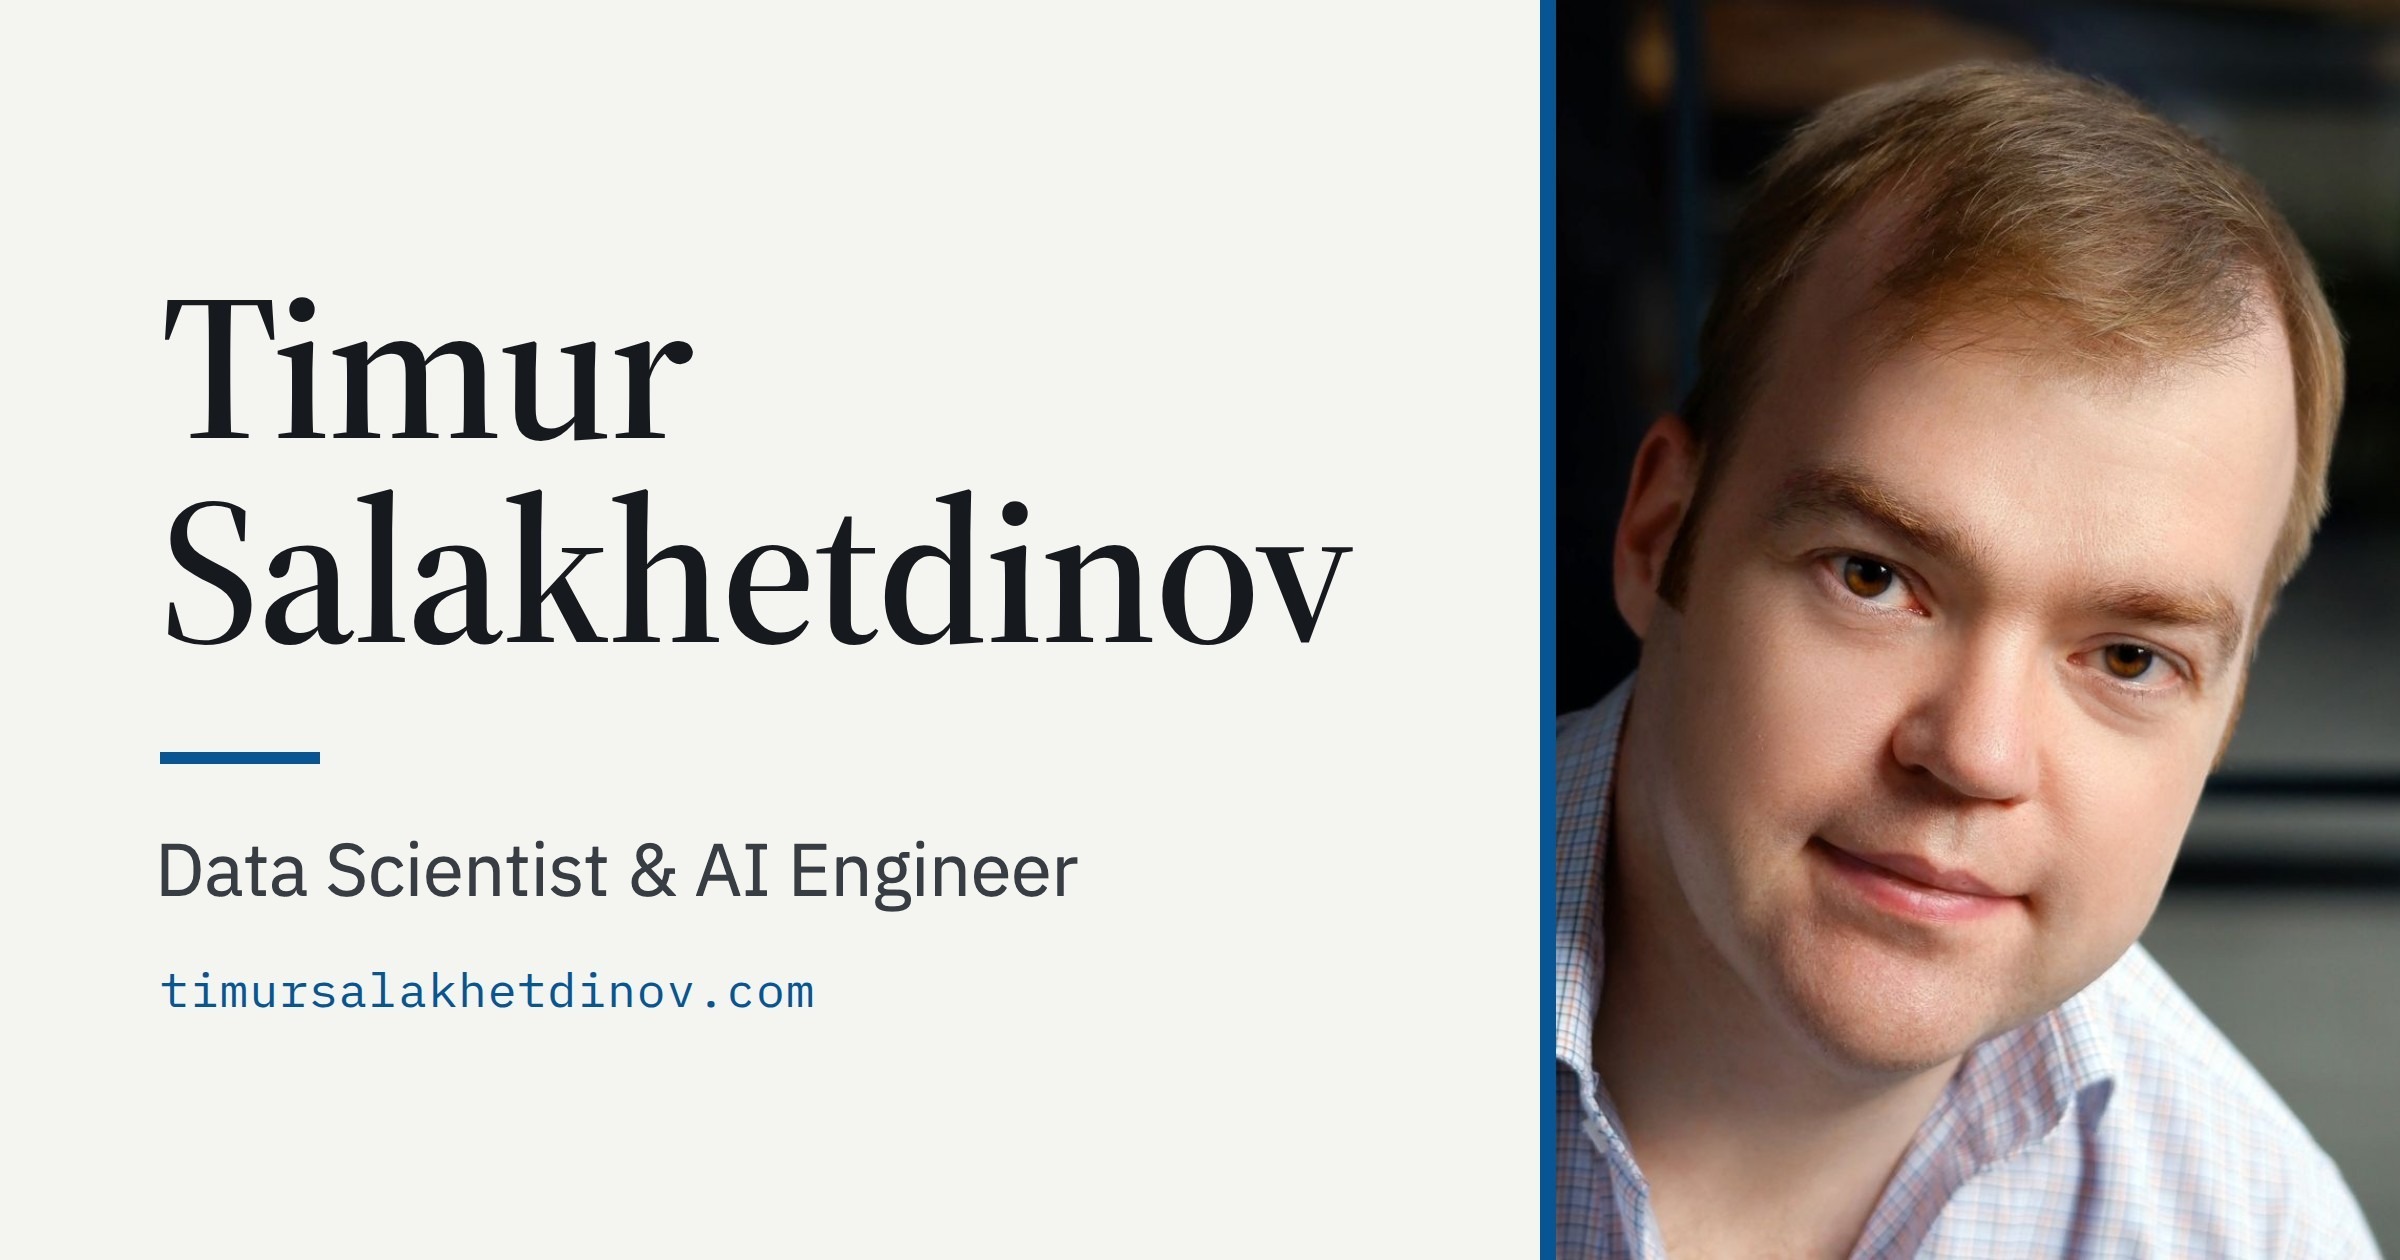 Timur
Salakhetdinov
Data Scientist & AI Engineer
timursalakhetdinov.com